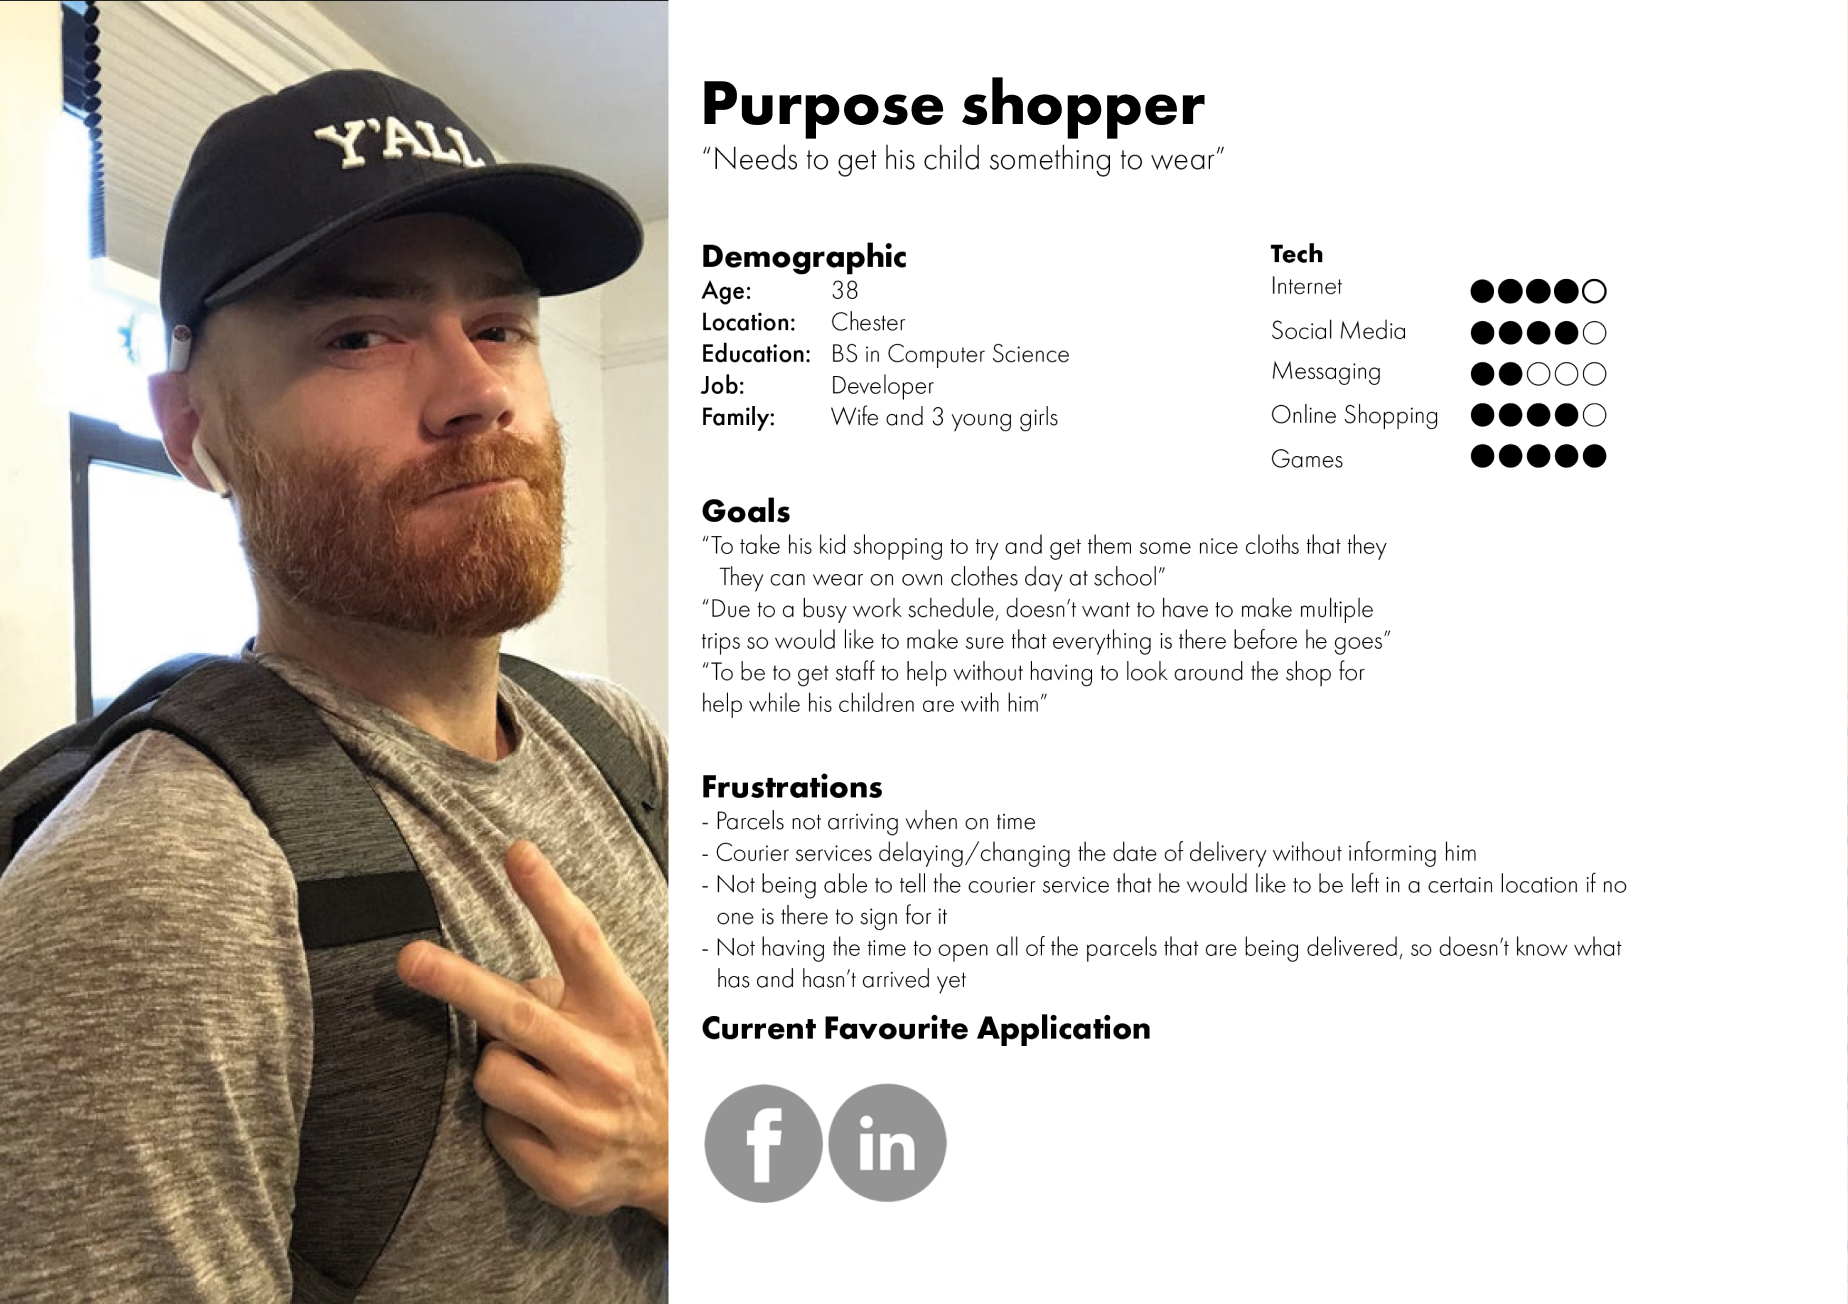 Y'ALL
Purpose shopper
“Needs to get his child something to wear”
Demographic
Age: 38
Location: Chester
Education: BS in Computer Science
Job: Developer
Family: Wife and 3 young girls
Tech
Internet
Social Media
Messaging
Online Shopping
Games
Goals
“To take his kid shopping to try and get them some nice cloths that they
They can wear on own clothes day at school”
“Due to a busy work schedule, doesn’t want to have to make multiple
trips so would like to make sure that everything is there before he goes”
“To be to get staff to help without having to look around the shop for
help while his children are with him”
Frustrations
- Parcels not arriving when on time
- Courier services delaying/changing the date of delivery without informing him
- Not being able to tell the courier service that he would like to be left in a certain location if no
one is there to sign for it
- Not having the time to open all of the parcels that are being delivered, so doesn’t know what
has and hasn’t arrived yet
Current Favourite Application
f in